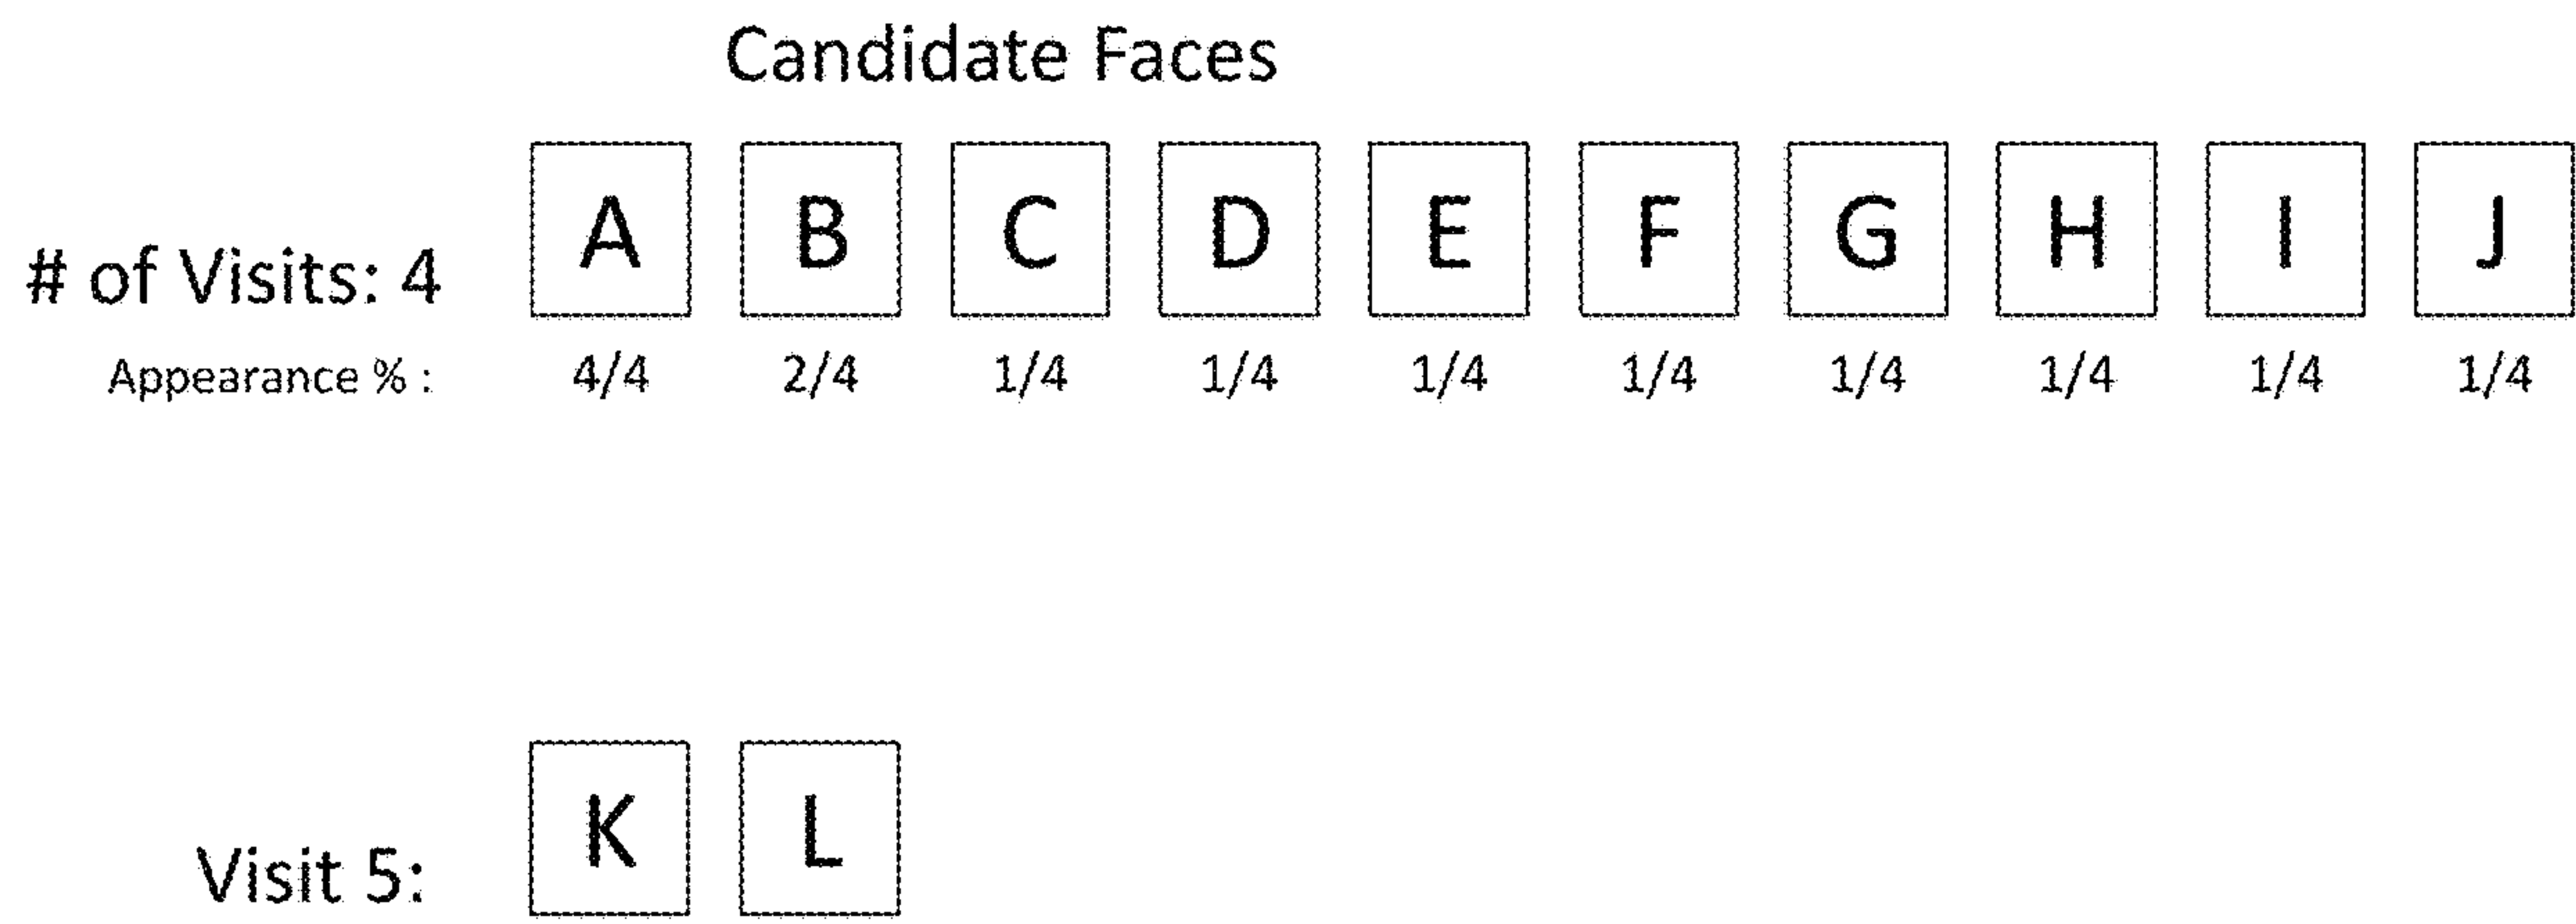 Candidate Faces
# of Visits: 4 A B C D E F G H I J
Appearance % : 4/4 2/4 1/4 1/4 1/4 1/4 1/4 1/4 1/4 1/4
Visit 5: K L